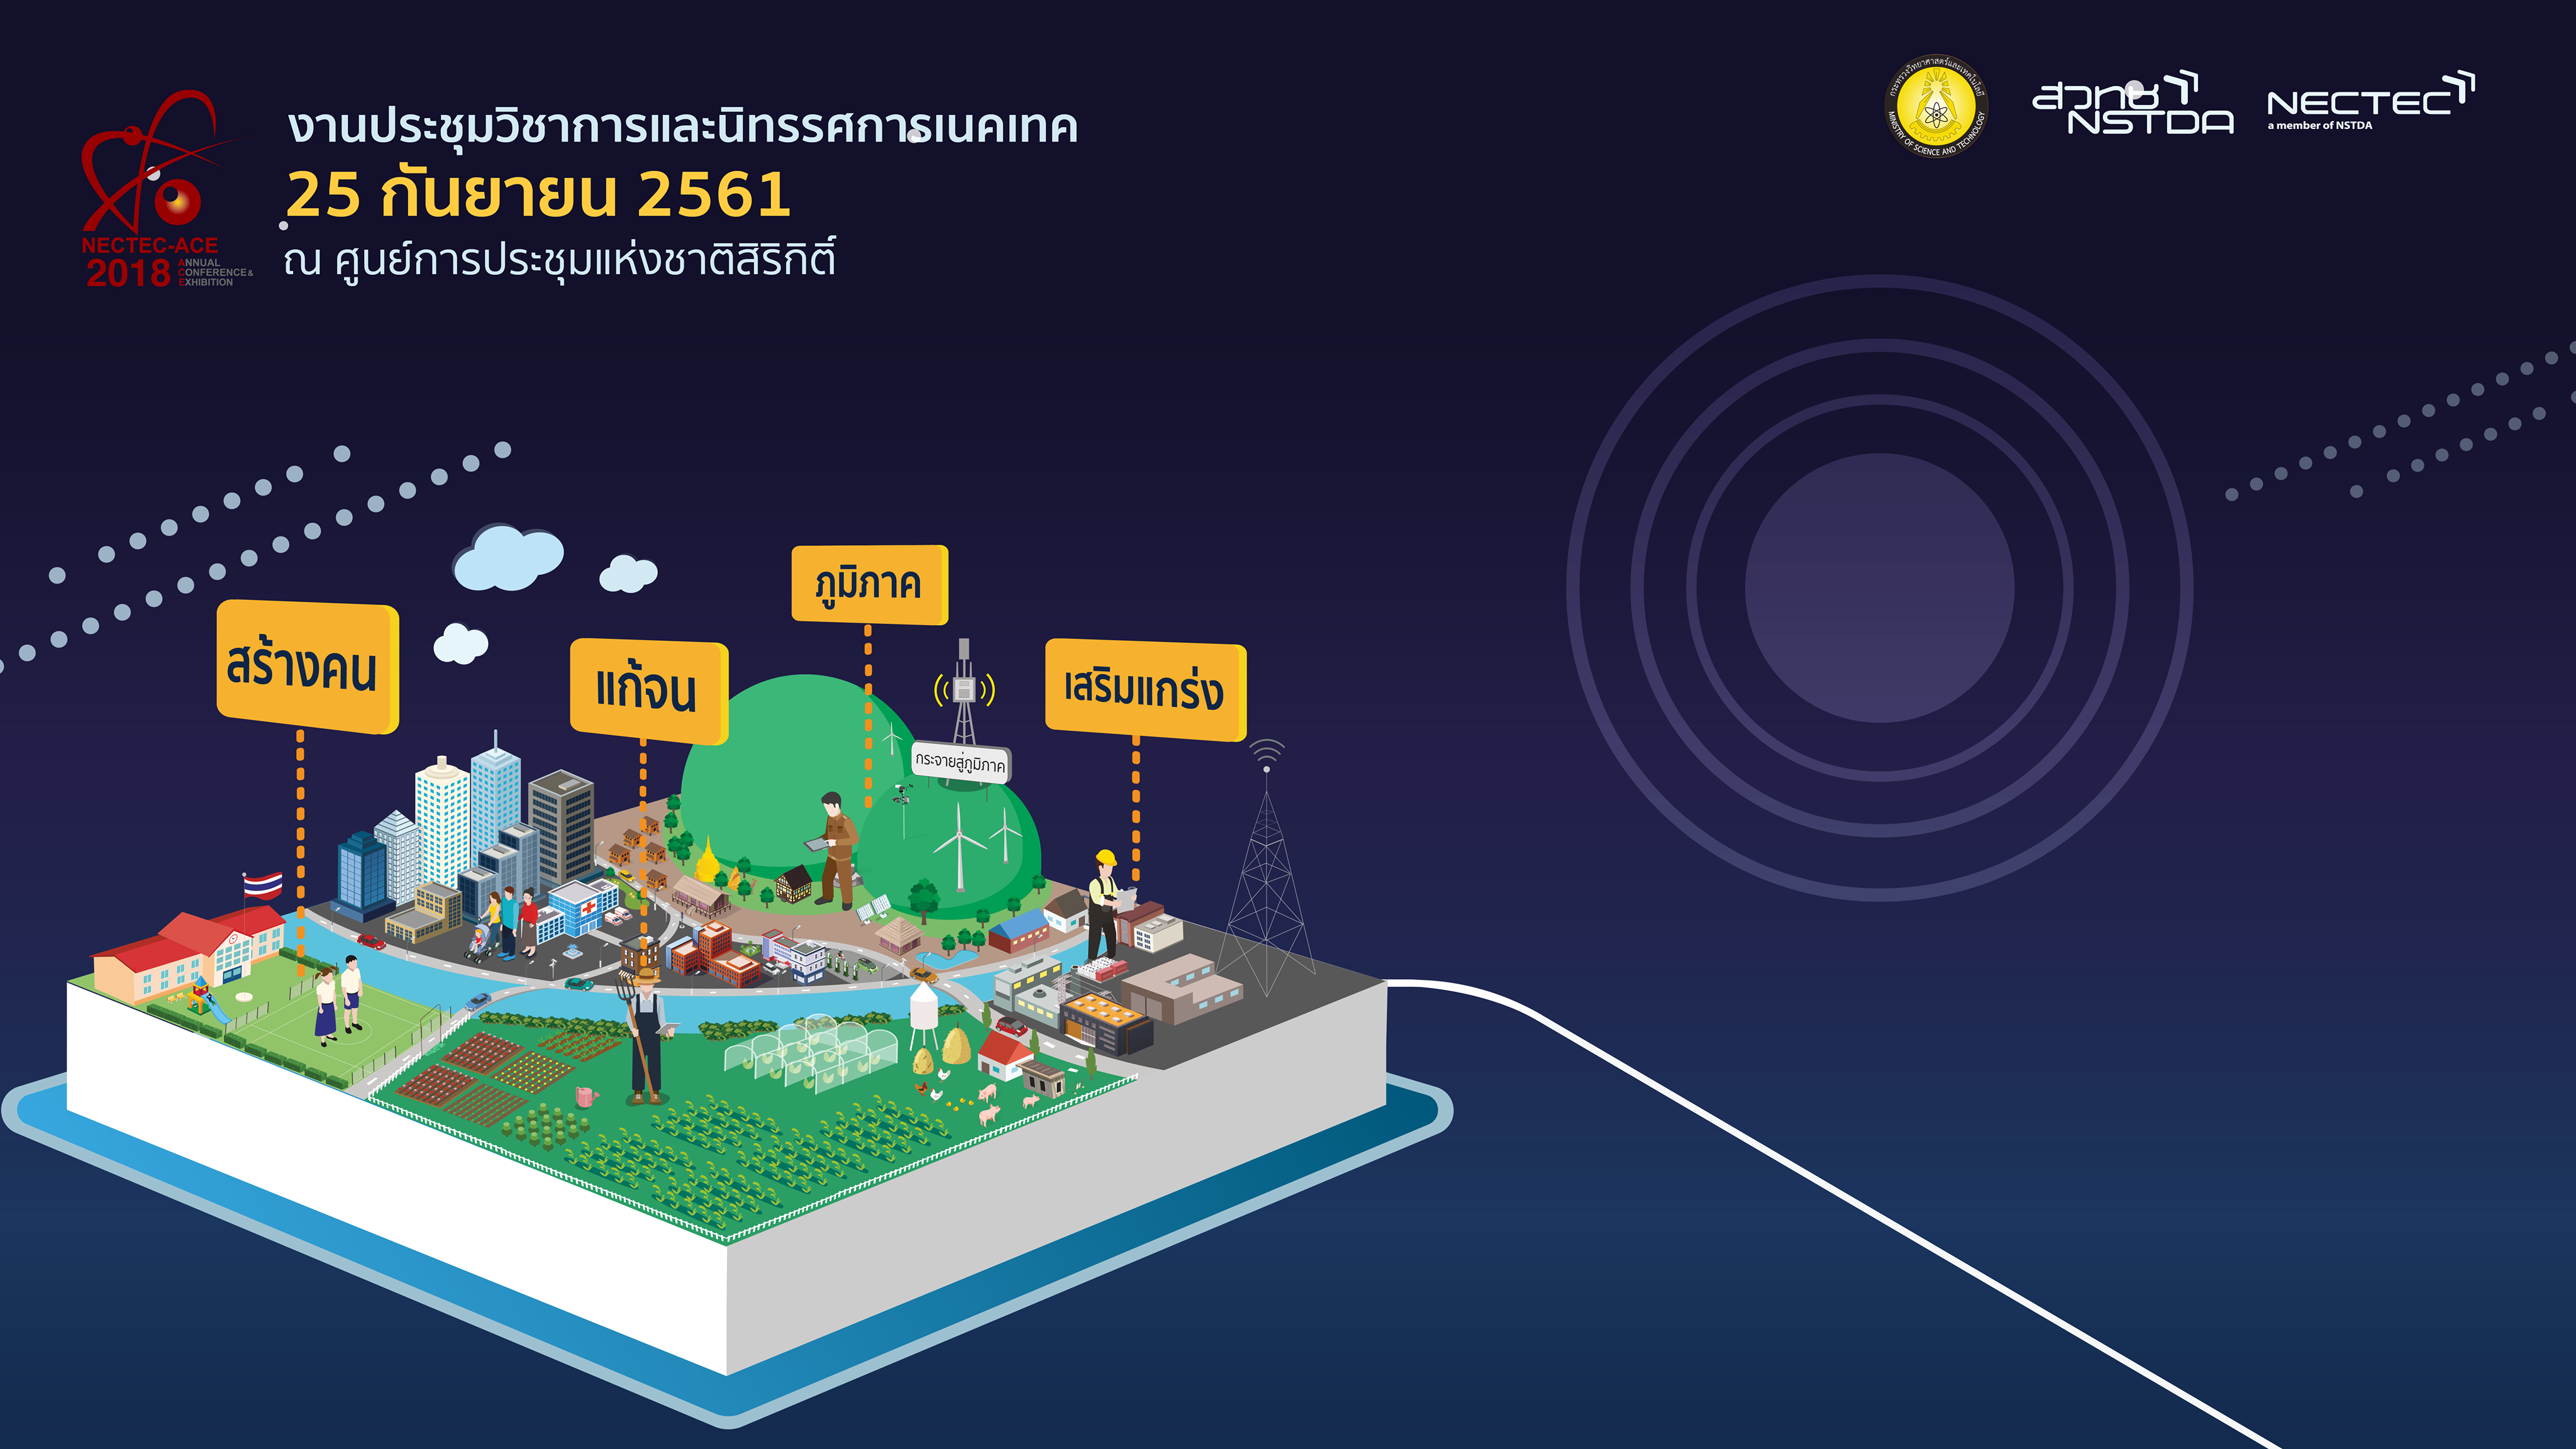 งานประชุมวิชาการและนิทรรศการเนคเทค
25 กันยายน 2561
ณ ศูนย์การประชุมแห่งชาติสิริกิติ์
NECTEC-ACE
2018 ANNUAL CONFERENCE & EXHIBITION
กระทรวงวิทยาศาสตร์และเทคโนโลยี
MINISTRY OF SCIENCE AND TECHNOLOGY
สวทช
NSTDA
NECTEC
a member of NSTDA
ภูมิภาค
สร้างคน
แก้จน
เสริมแกร่ง
กระจายสู่ภูมิภาค